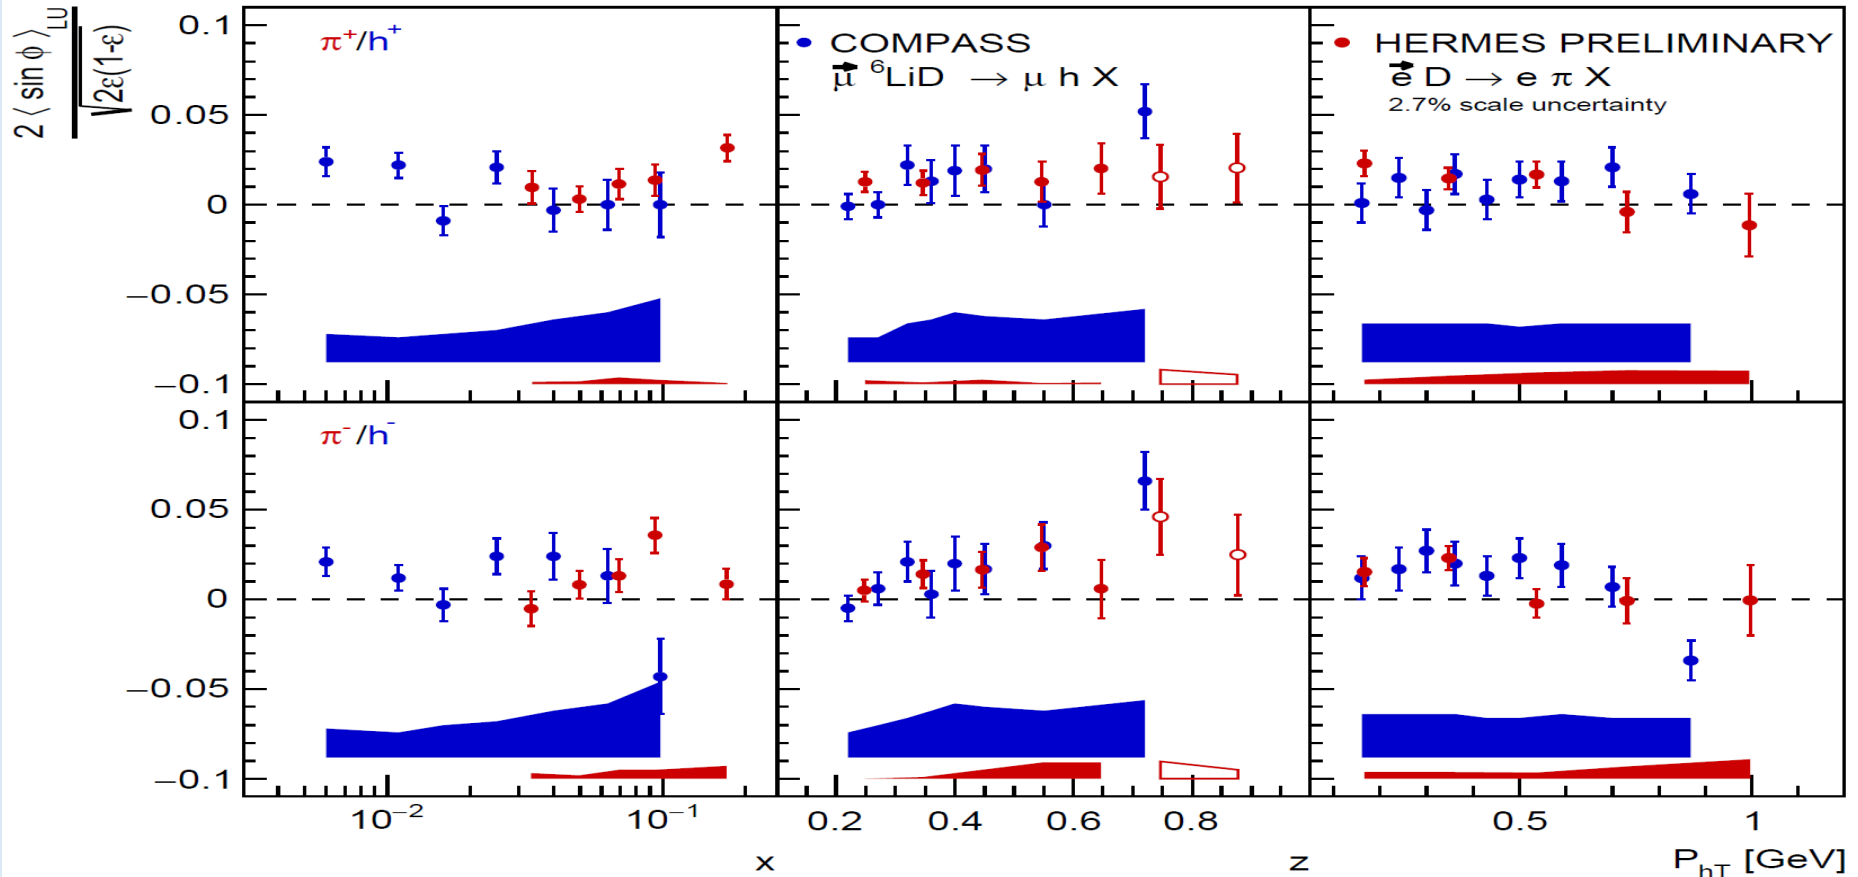 2 ⟨ sin ϕ ⟩LU
√2ε(1-ε)
0.1
0.05
0
−0.05
−0.1
π+/h+
COMPASS
μ⃗ ⁶LiD → μ h X
HERMES PRELIMINARY
e⃗ D → e π X
2.7% scale uncertainty
0.1
0.05
0
−0.05
−0.1
π-/h-
10⁻² 10⁻¹
x
0.2 0.4 0.6 0.8
z
0.5 1
PhT [GeV]